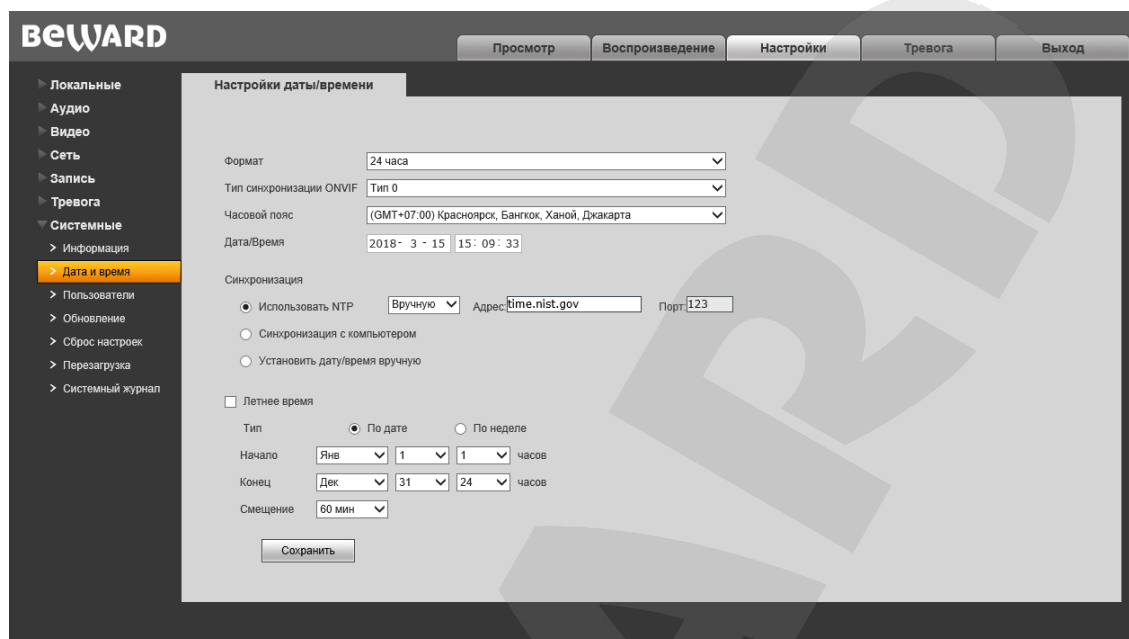 BEWARD
Просмотр
Воспроизведение
Настройки
Тревога
Выход
Локальные
Аудио
Видео
Сеть
Запись
Тревога
Системные
Информация
Дата и время
Пользователи
Обновление
Сброс настроек
Перезагрузка
Системный журнал
Настройки даты/времени
Формат 24 часа
Тип синхронизации ONVIF Тип 0
Часовой пояс (GMT+07:00) Красноярск, Бангкок, Ханой, Джакарта
Дата/Время 2018- 3 - 15 15: 09: 33
Синхронизация
Использовать NTP Вручную Адрес: time.nist.gov Порт: 123
Синхронизация с компьютером
Установить дату/время вручную
Летнее время
Тип По дате По неделе
Начало Янв 1 1 часов
Конец Дек 31 24 часов
Смещение 60 мин
Сохранить
ARD